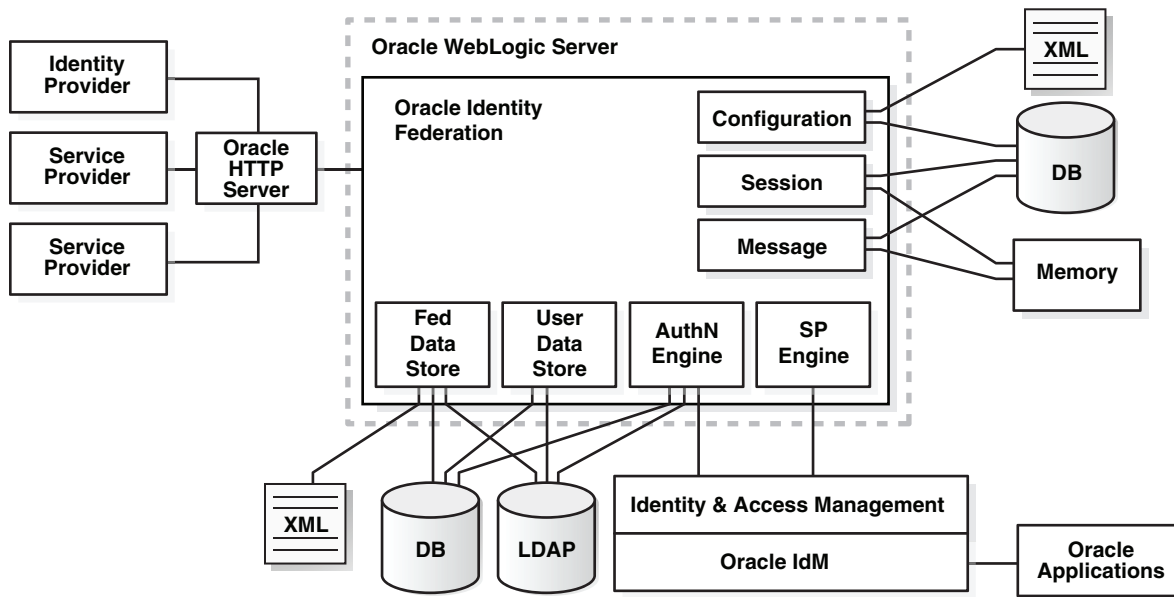 Identity
Provider
Service
Provider
Service
Provider
Oracle
HTTP
Server
Oracle WebLogic Server
Oracle Identity
Federation
Configuration
Session
Message
XML
DB
Memory
Fed
Data
Store
User
Data
Store
AuthN
Engine
SP
Engine
XML
DB
LDAP
Identity & Access Management
Oracle IdM
Oracle
Applications